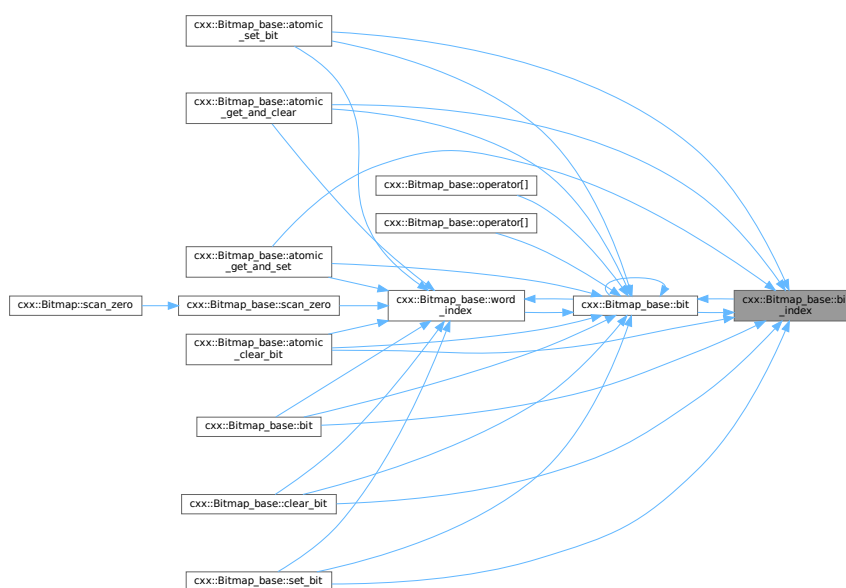 cxx::Bitmap_base::atomic
_set_bit
cxx::Bitmap_base::atomic
_get_and_clear
cxx::Bitmap_base::operator[]
cxx::Bitmap_base::operator[]
cxx::Bitmap_base::atomic
_get_and_set
cxx::Bitmap::scan_zero
cxx::Bitmap_base::scan_zero
cxx::Bitmap_base::word
_index
cxx::Bitmap_base::bit
cxx::Bitmap_base::bit
_index
cxx::Bitmap_base::atomic
_clear_bit
cxx::Bitmap_base::bit
cxx::Bitmap_base::clear_bit
cxx::Bitmap_base::set_bit